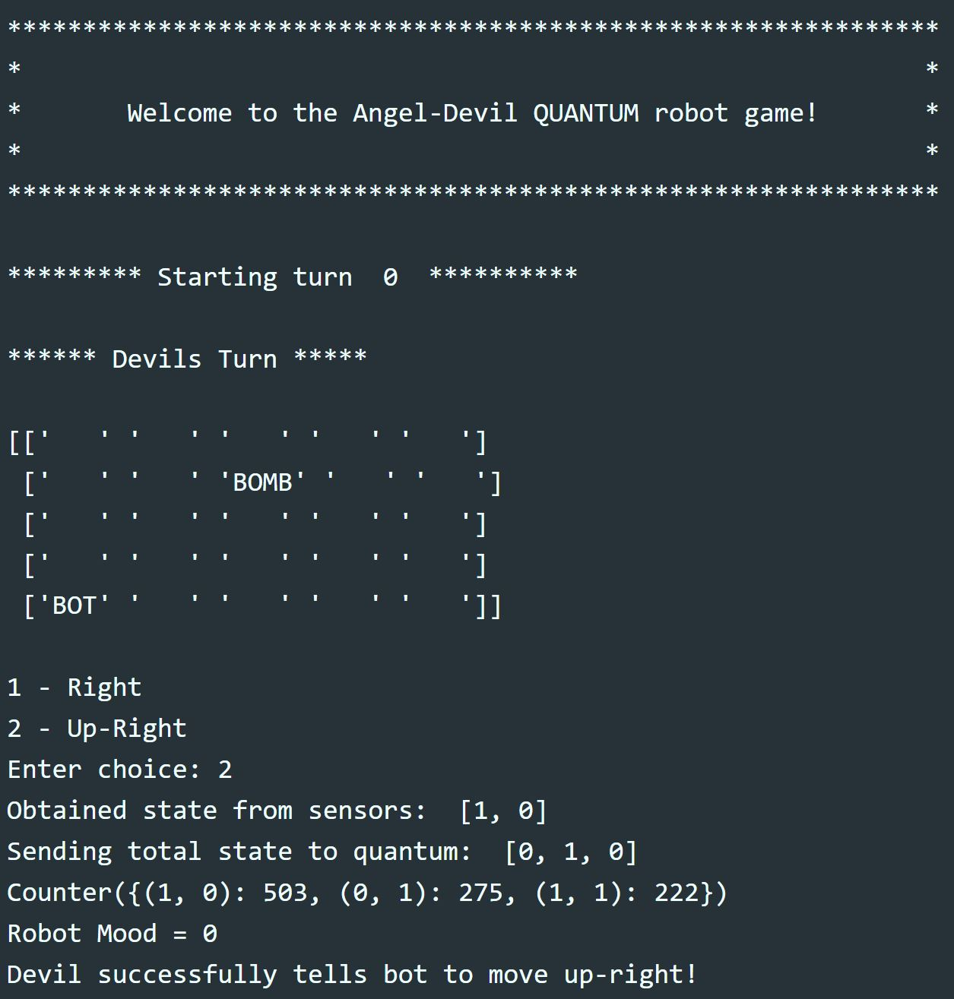 **************************************************************
*                                                            *
*       Welcome to the Angel-Devil QUANTUM robot game!       *
*                                                            *
**************************************************************
********* Starting turn  0  **********
****** Devils Turn *****
[['   ' '   ' '   ' '   ' '   ']
 ['   ' '   ' 'BOMB' '   ' '   ']
 ['   ' '   ' '   ' '   ' '   ']
 ['   ' '   ' '   ' '   ' '   ']
 ['BOT' '   ' '   ' '   ' '   ']]
1 - Right
2 - Up-Right
Enter choice: 2
Obtained state from sensors:  [1, 0]
Sending total state to quantum:  [0, 1, 0]
Counter({(1, 0): 503, (0, 1): 275, (1, 1): 222})
Robot Mood = 0
Devil successfully tells bot to move up-right!